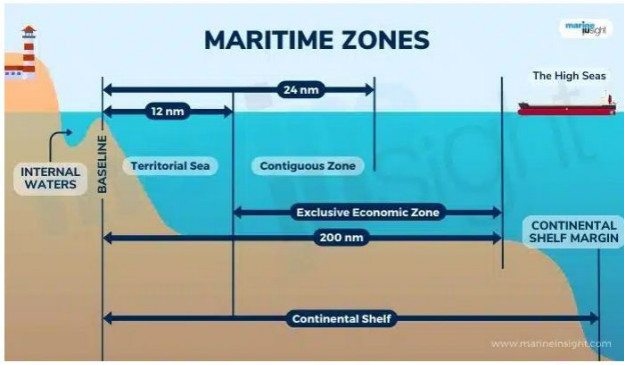 MARITIME ZONES
marine
insight
The High Seas
24 nm
12 nm
INTERNAL
WATERS
BASELINE
Territorial Sea
Contiguous Zone
Exclusive Economic Zone
200 nm
CONTINENTAL
SHELF MARGIN
Continental Shelf
www.marineinsight.com